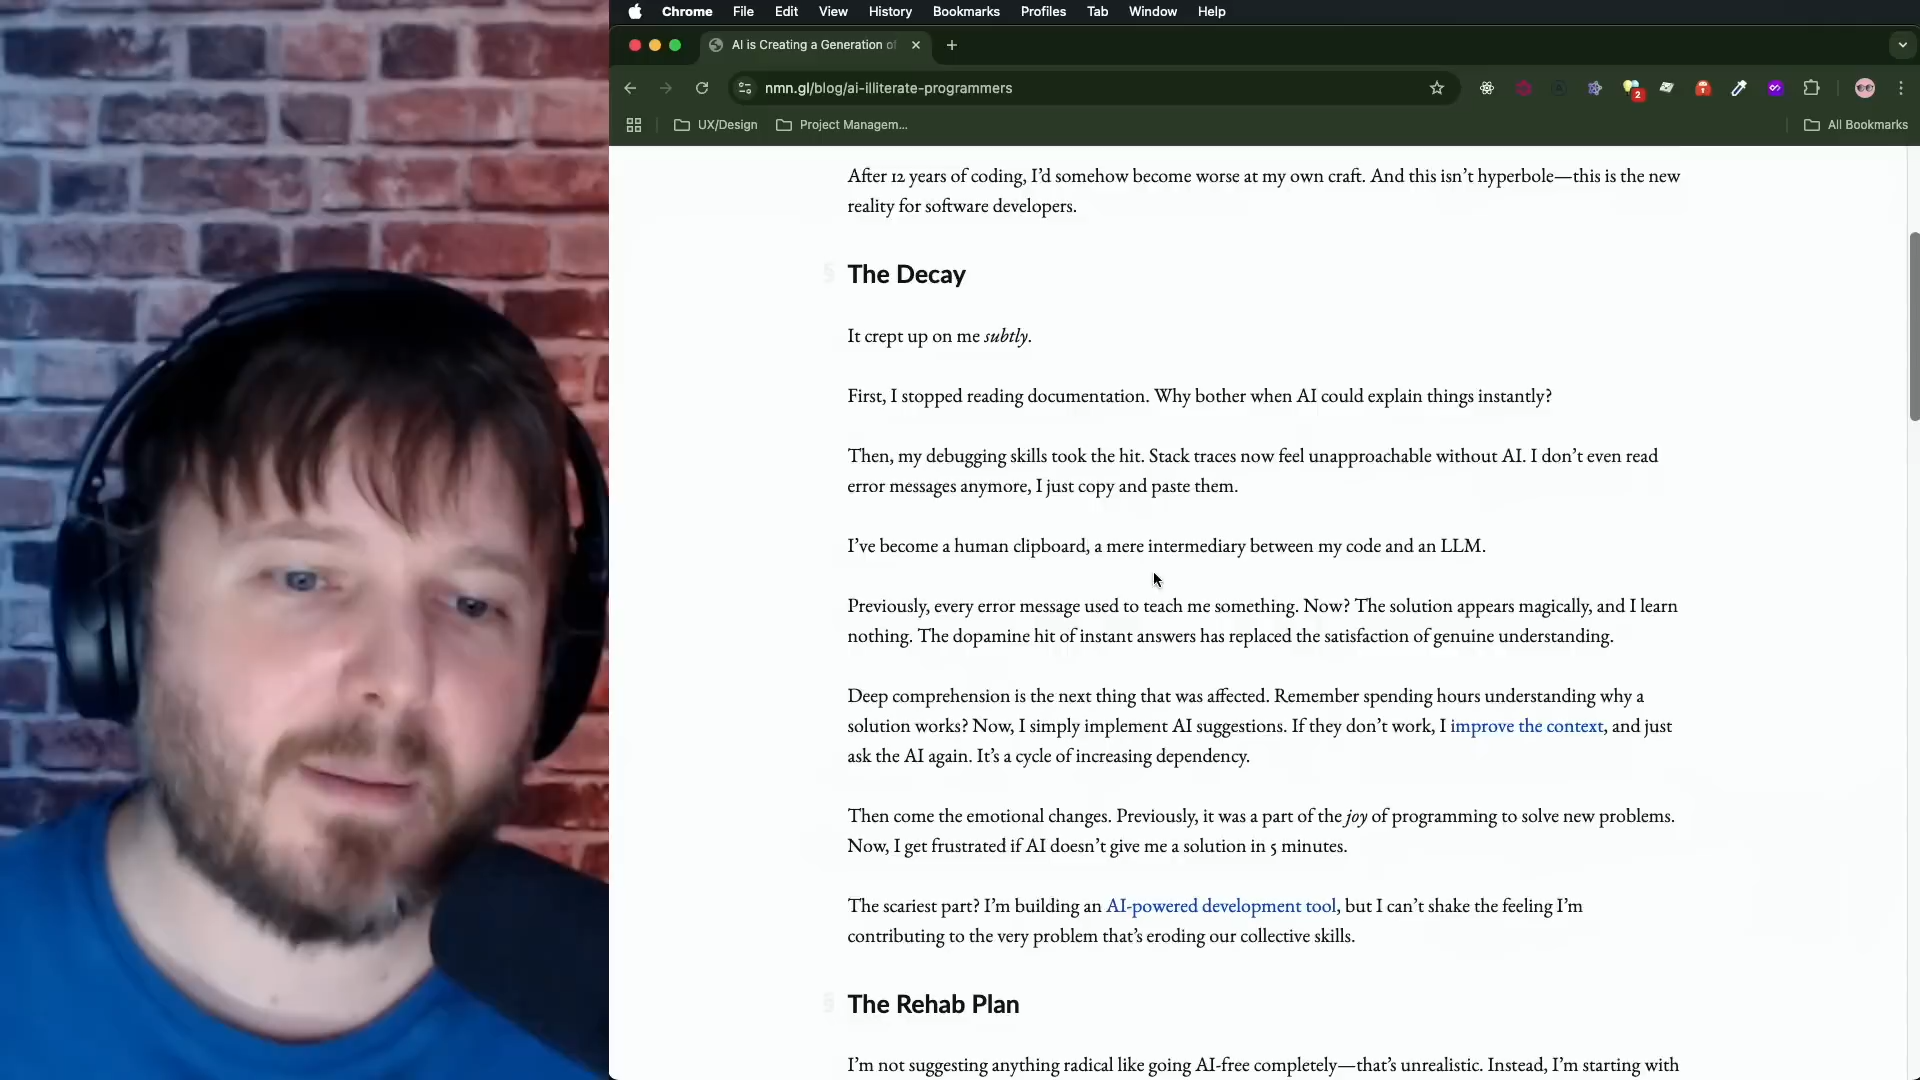 Chrome File Edit View History Bookmarks Profiles Tab Window Help
AI is Creating a Generation of
nmn.gl/blog/ai-illiterate-programmers
2
UX/Design Project Managem... All Bookmarks
After 12 years of coding, I’d somehow become worse at my own craft. And this isn’t hyperbole—this is the new
reality for software developers.
§ The Decay
It crept up on me subtly.
First, I stopped reading documentation. Why bother when AI could explain things instantly?
Then, my debugging skills took the hit. Stack traces now feel unapproachable without AI. I don’t even read
error messages anymore, I just copy and paste them.
I’ve become a human clipboard, a mere intermediary between my code and an LLM.
Previously, every error message used to teach me something. Now? The solution appears magically, and I learn
nothing. The dopamine hit of instant answers has replaced the satisfaction of genuine understanding.
Deep comprehension is the next thing that was affected. Remember spending hours understanding why a
solution works? Now, I simply implement AI suggestions. If they don’t work, I improve the context, and just
ask the AI again. It’s a cycle of increasing dependency.
Then come the emotional changes. Previously, it was a part of the joy of programming to solve new problems.
Now, I get frustrated if AI doesn’t give me a solution in 5 minutes.
The scariest part? I’m building an AI-powered development tool, but I can’t shake the feeling I’m
contributing to the very problem that’s eroding our collective skills.
§ The Rehab Plan
I’m not suggesting anything radical like going AI-free completely—that’s unrealistic. Instead, I’m starting with